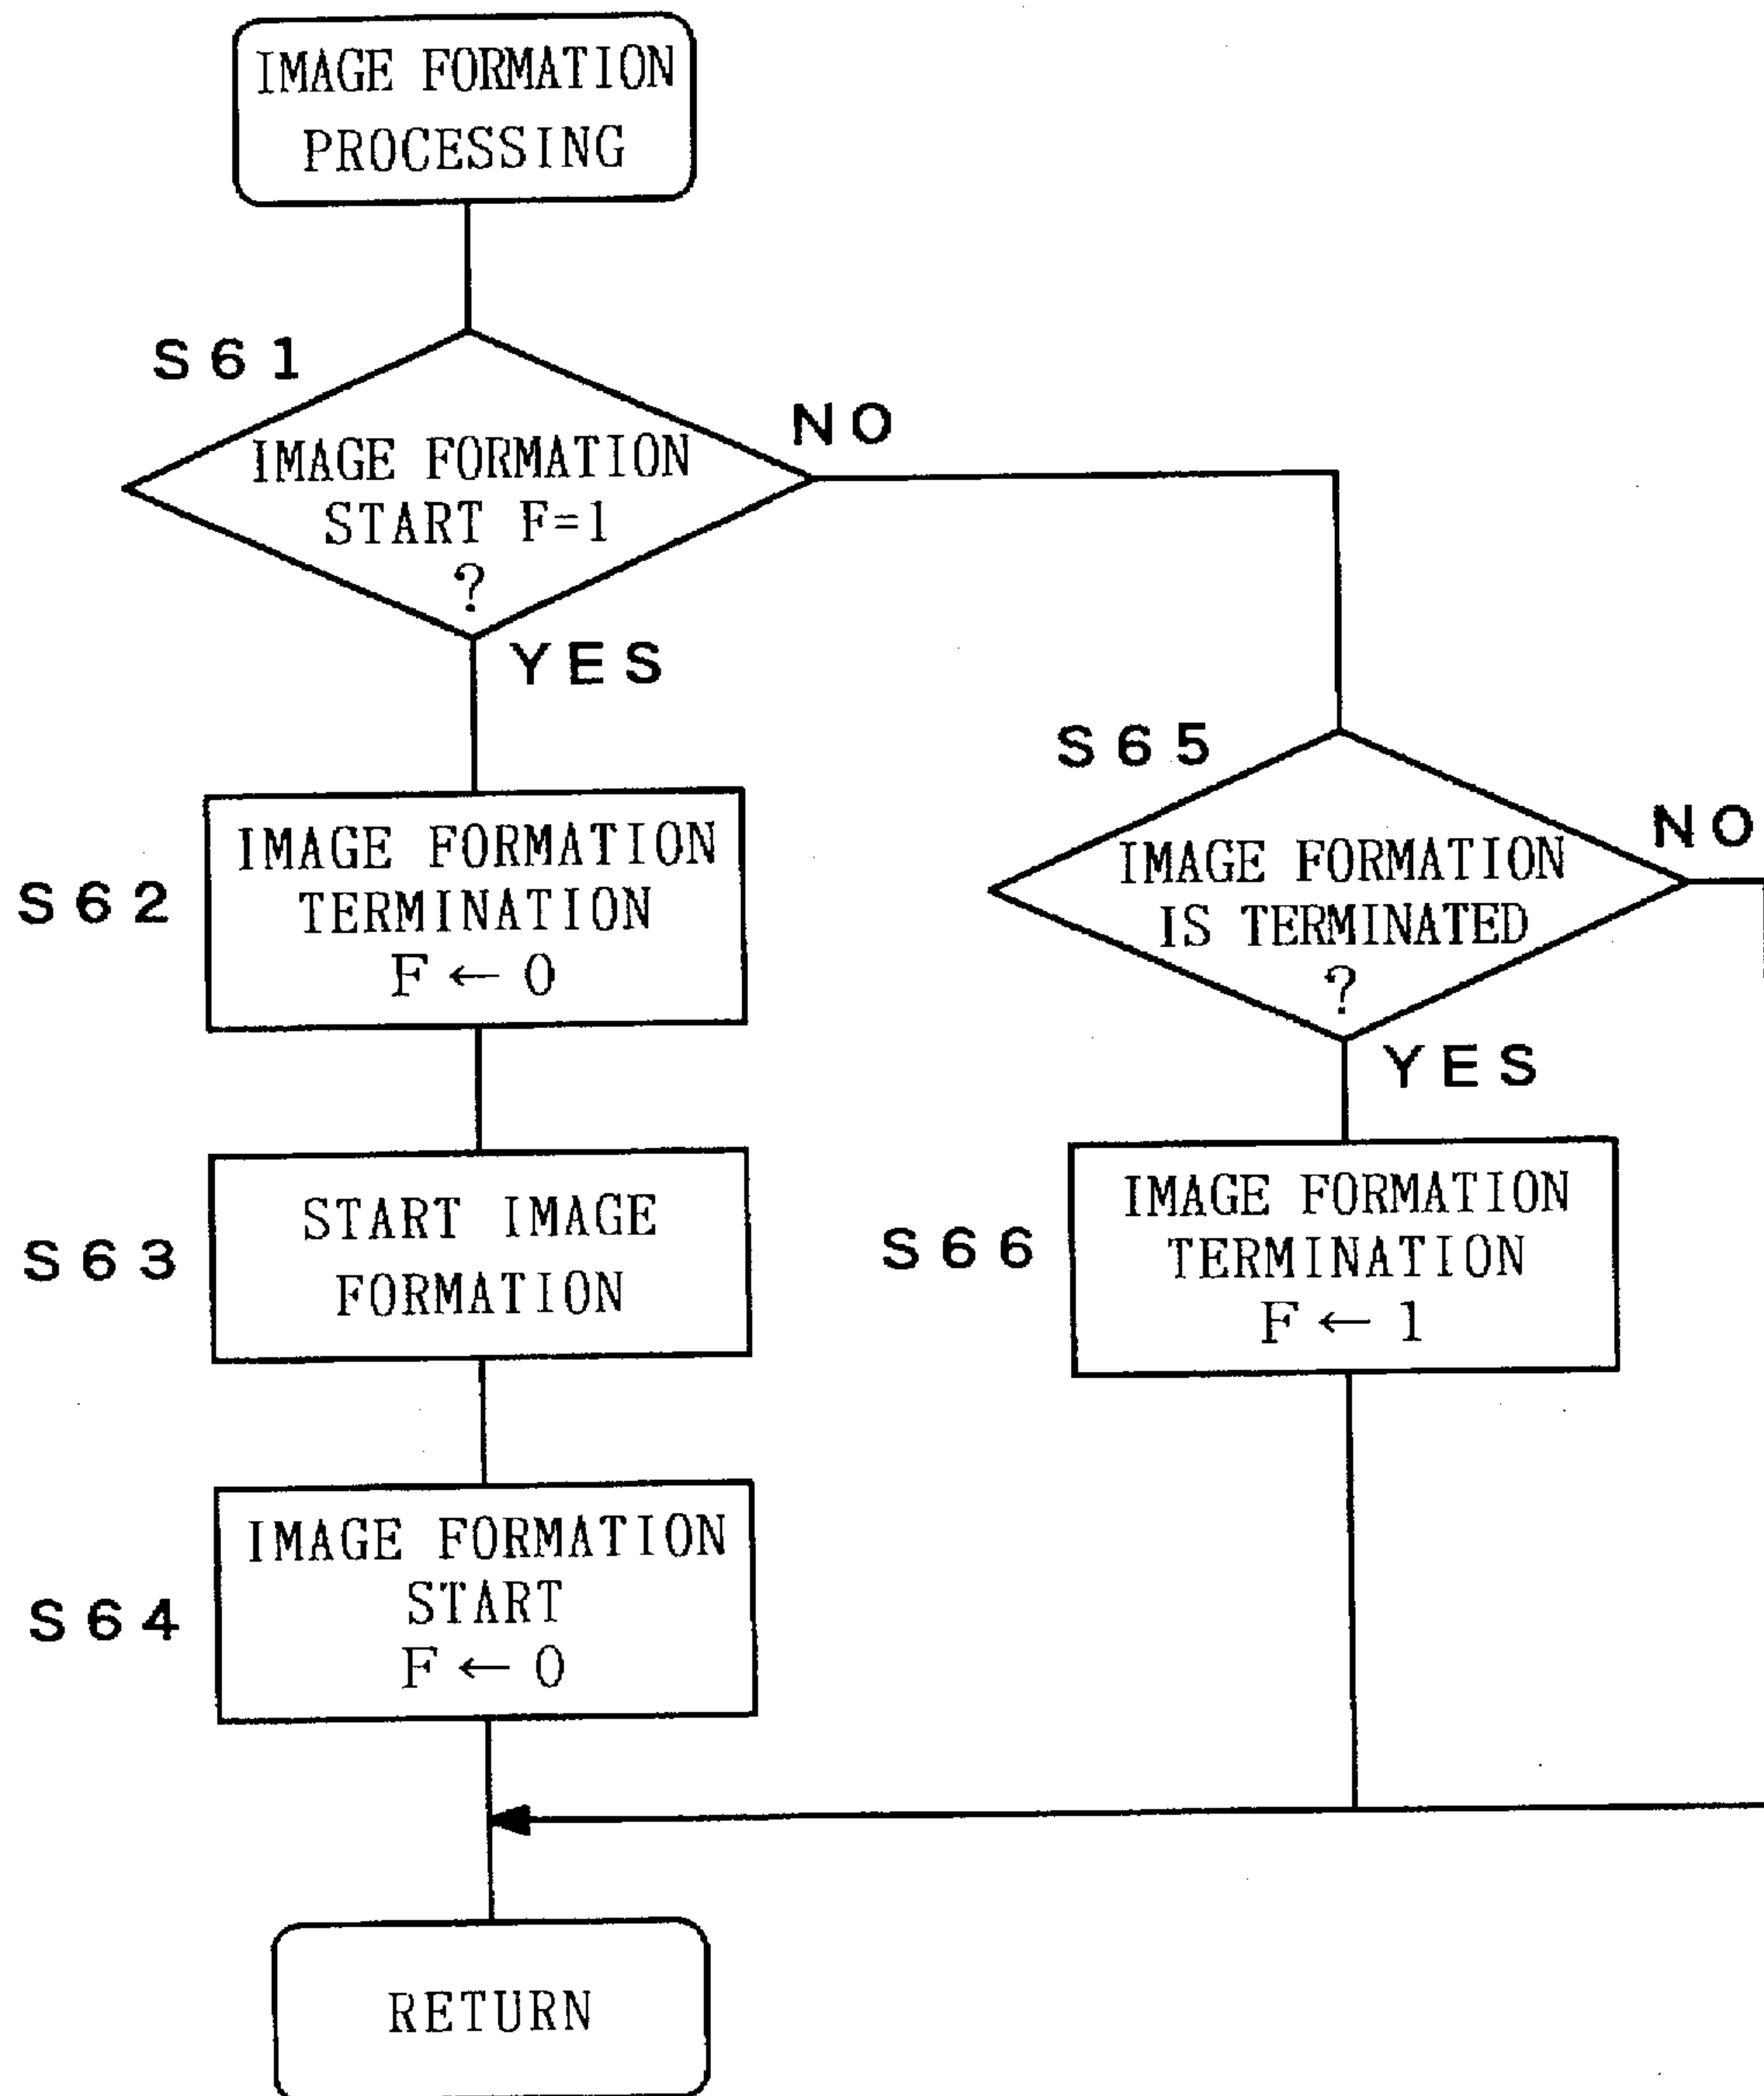 IMAGE FORMATION
PROCESSING
S61
IMAGE FORMATION
START F=1
?
NO
YES
S62
IMAGE FORMATION
TERMINATION
F ← 0
S63
START IMAGE
FORMATION
S64
IMAGE FORMATION
START
F ← 0
S65
IMAGE FORMATION
IS TERMINATED
?
NO
YES
S66
IMAGE FORMATION
TERMINATION
F ← 1
RETURN